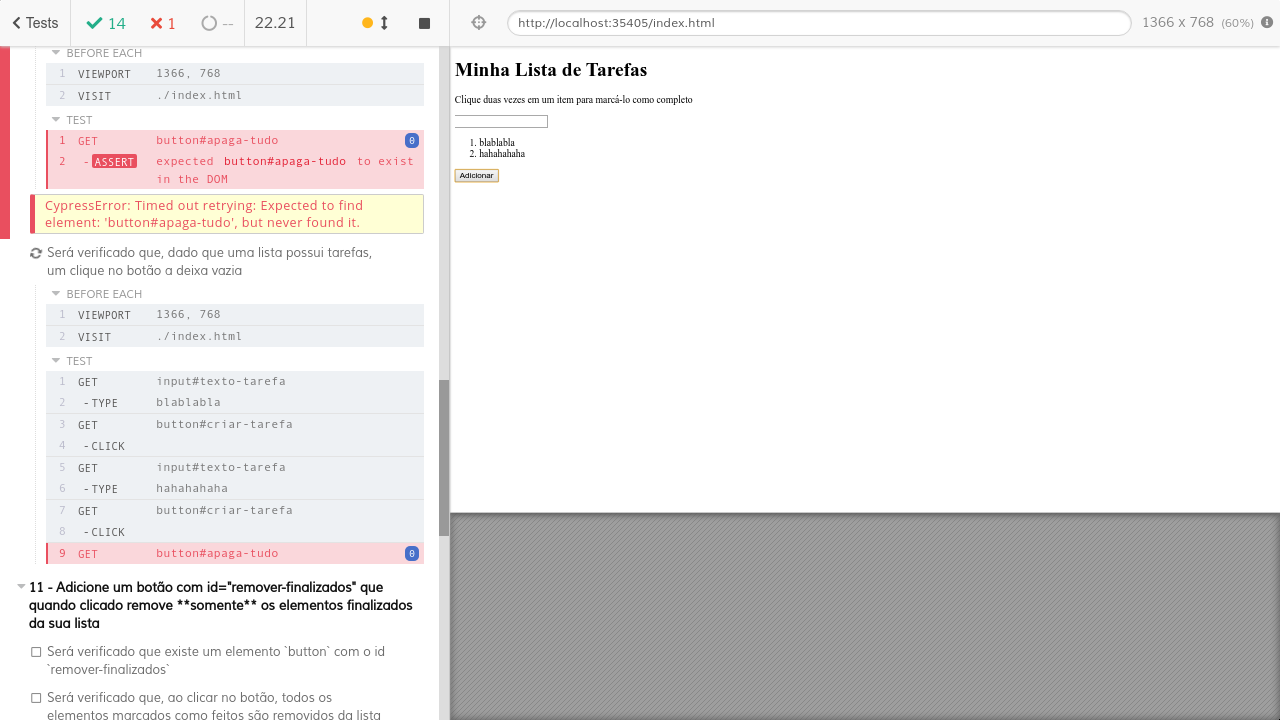 Tests 14 1 -- 22.21
http://localhost:35405/index.html 1366 x 768 (60%)
BEFORE EACH
1 VIEWPORT 1366, 768
2 VISIT ./index.html
TEST
1 GET button#apaga-tudo 0
2 -ASSERT expected button#apaga-tudo to exist
in the DOM
CypressError: Timed out retrying: Expected to find
element: 'button#apaga-tudo', but never found it.
Será verificado que, dado que uma lista possui tarefas,
um clique no botão a deixa vazia
BEFORE EACH
1 VIEWPORT 1366, 768
2 VISIT ./index.html
TEST
1 GET input#texto-tarefa
2 -TYPE blablabla
3 GET button#criar-tarefa
4 -CLICK
5 GET input#texto-tarefa
6 -TYPE hahahahaha
7 GET button#criar-tarefa
8 -CLICK
9 GET button#apaga-tudo 0
11 - Adicione um botão com id="remover-finalizados" que
quando clicado remove **somente** os elementos finalizados
da sua lista
Será verificado que existe um elemento `button` com o id
`remover-finalizados`
Será verificado que, ao clicar no botão, todos os
elementos marcados como feitos são removidos da lista
Minha Lista de Tarefas
Clique duas vezes em um item para marcá-lo como completo
1. blablabla
2. hahahahaha
Adicionar